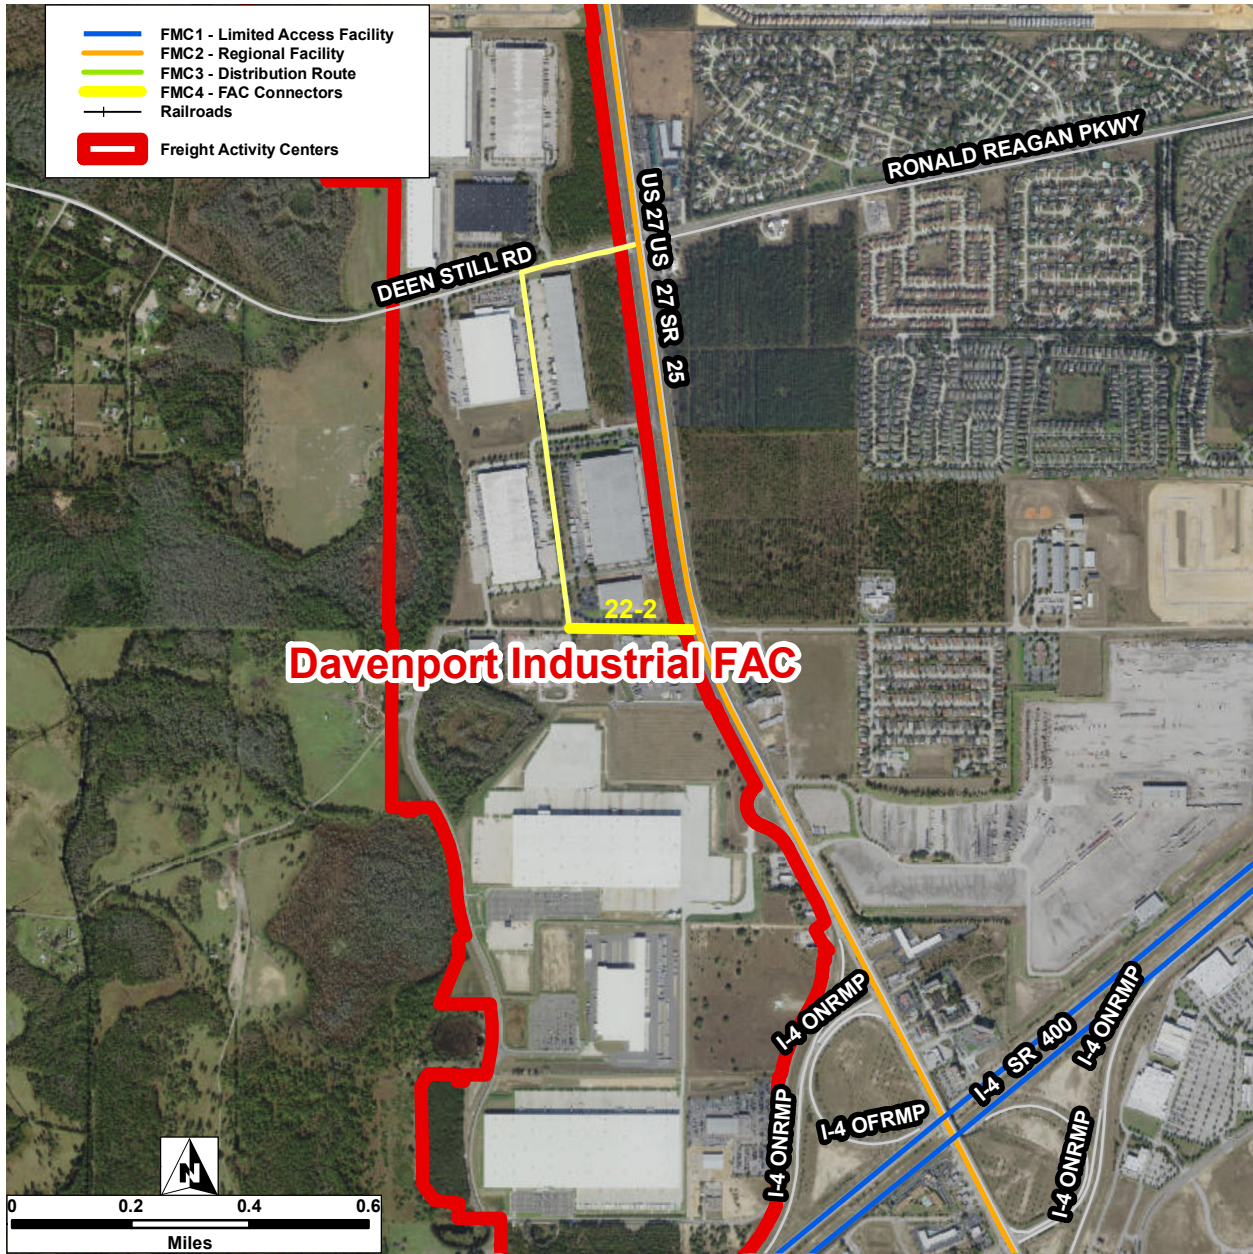 FMC1 - Limited Access Facility
FMC2 - Regional Facility
FMC3 - Distribution Route
FMC4 - FAC Connectors
Railroads
Freight Activity Centers
RONALD REAGAN PKWY
US 27 US 27 SR 25
DEEN STILL RD
22-2
Davenport Industrial FAC
I-4 ONRMP
I-4 SR 400
I-4 ONRMP
I-4 OFRMP
I-4 ONRMP
I-4 ONRMP
N
0 0.2 0.4 0.6
Miles